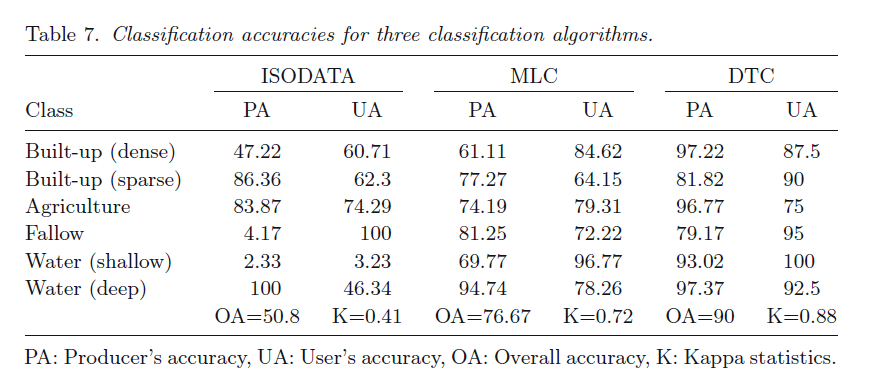 Table 7. Classification accuracies for three classification algorithms.
ISODATA MLC DTC
Class PA UA PA UA PA UA
Built-up (dense) 47.22 60.71 61.11 84.62 97.22 87.5
Built-up (sparse) 86.36 62.3 77.27 64.15 81.82 90
Agriculture 83.87 74.29 74.19 79.31 96.77 75
Fallow 4.17 100 81.25 72.22 79.17 95
Water (shallow) 2.33 3.23 69.77 96.77 93.02 100
Water (deep) 100 46.34 94.74 78.26 97.37 92.5
OA=50.8 K=0.41 OA=76.67 K=0.72 OA=90 K=0.88
PA: Producer's accuracy, UA: User's accuracy, OA: Overall accuracy, K: Kappa statistics.